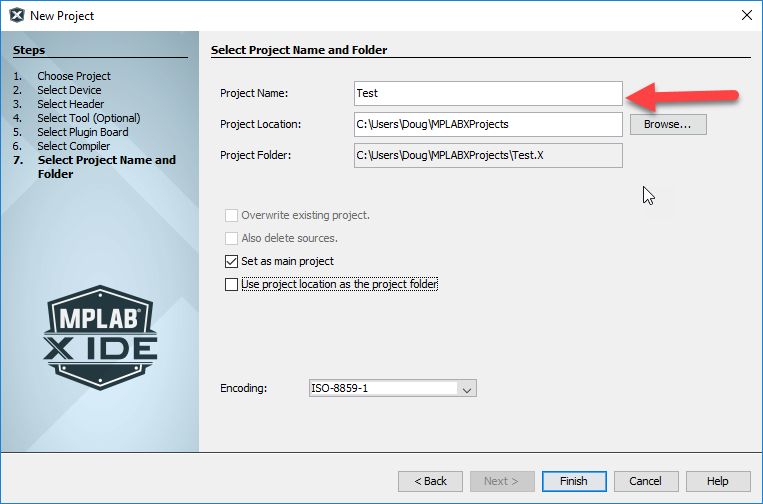 New Project
Steps
1. Choose Project
2. Select Device
3. Select Header
4. Select Tool (Optional)
5. Select Plugin Board
6. Select Compiler
7. Select Project Name and
Folder
MPLAB
X IDE
Select Project Name and Folder
Project Name: Test
Project Location: C:\Users\Doug\MPLABXProjects Browse...
Project Folder: C:\Users\Doug\MPLABXProjects\Test.X
Overwrite existing project.
Also delete sources.
Set as main project
Use project location as the project folder
Encoding: ISO-8859-1
< Back Next > Finish Cancel Help